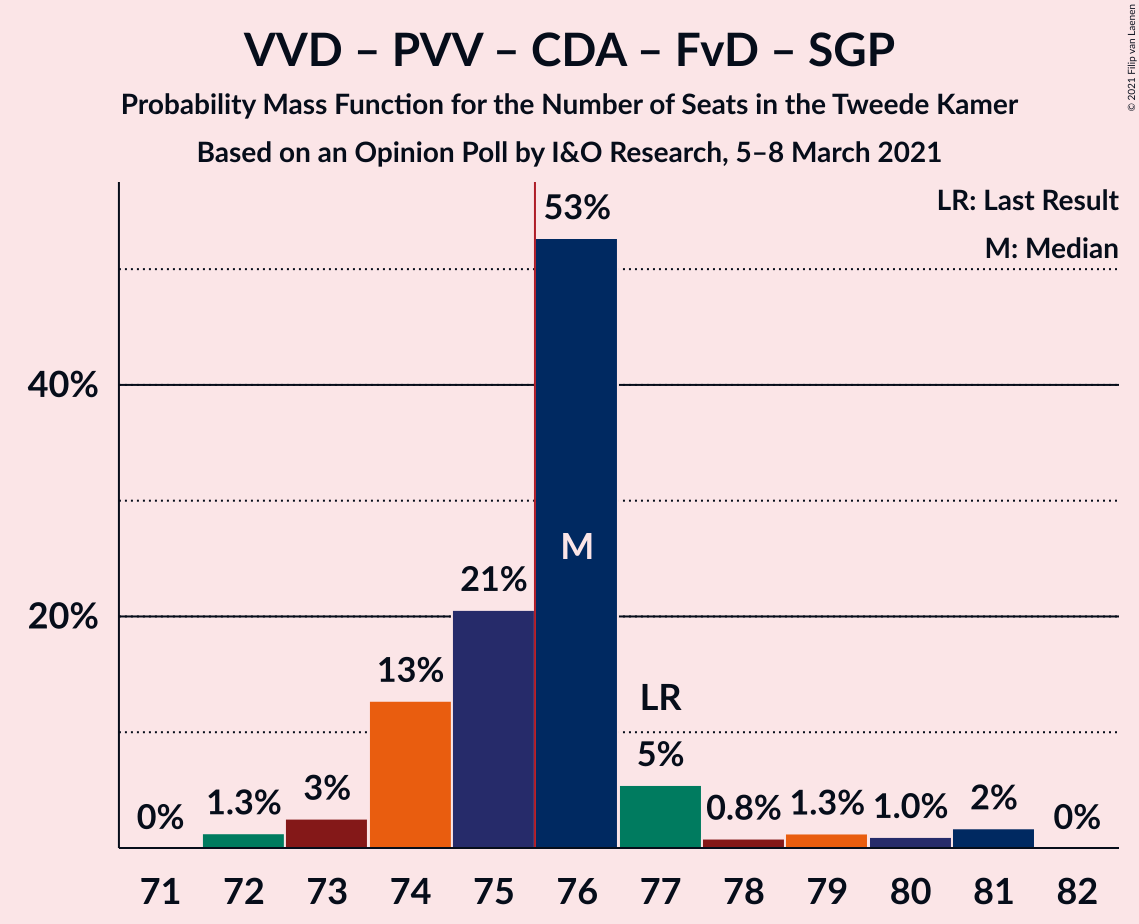 VVD – PVV – CDA – FvD – SGP
Probability Mass Function for the Number of Seats in the Tweede Kamer
Based on an Opinion Poll by I&O Research, 5–8 March 2021
© 2021 Filip van Laenen
LR: Last Result
M: Median
40%
20%
0%
1.3%
3%
13%
21%
53%
M
LR
5%
0.8%
1.3%
1.0%
2%
0%
71 72 73 74 75 76 77 78 79 80 81 82